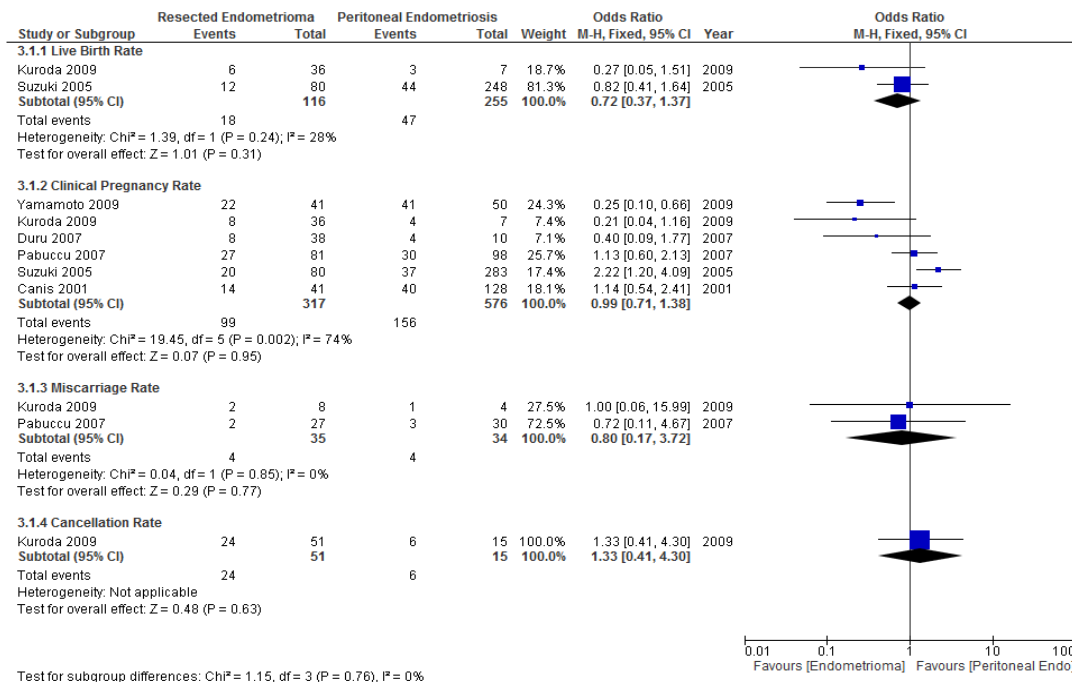 Resected Endometrioma Peritoneal Endometriosis Odds Ratio Odds Ratio
Study or Subgroup Events Total Events Total Weight M-H, Fixed, 95% CI Year M-H, Fixed, 95% CI
3.1.1 Live Birth Rate
Kuroda 2009 6 36 3 7 18.7% 0.27 [0.05, 1.51] 2009
Suzuki 2005 12 80 44 248 81.3% 0.82 [0.41, 1.64] 2005
Subtotal (95% CI) 116 255 100.0% 0.72 [0.37, 1.37]
Total events 18 47
Heterogeneity: Chi² = 1.39, df = 1 (P = 0.24); I² = 28%
Test for overall effect: Z = 1.01 (P = 0.31)
3.1.2 Clinical Pregnancy Rate
Yamamoto 2009 22 41 41 50 24.3% 0.25 [0.10, 0.66] 2009
Kuroda 2009 8 36 4 7 7.4% 0.21 [0.04, 1.16] 2009
Duru 2007 8 38 4 10 7.1% 0.40 [0.09, 1.77] 2007
Pabuccu 2007 27 81 30 98 25.7% 1.13 [0.60, 2.13] 2007
Suzuki 2005 20 80 37 283 17.4% 2.22 [1.20, 4.09] 2005
Canis 2001 14 41 40 128 18.1% 1.14 [0.54, 2.41] 2001
Subtotal (95% CI) 317 576 100.0% 0.99 [0.71, 1.38]
Total events 99 156
Heterogeneity: Chi² = 19.45, df = 5 (P = 0.002); I² = 74%
Test for overall effect: Z = 0.07 (P = 0.95)
3.1.3 Miscarriage Rate
Kuroda 2009 2 8 1 4 27.5% 1.00 [0.06, 15.99] 2009
Pabuccu 2007 2 27 3 30 72.5% 0.72 [0.11, 4.67] 2007
Subtotal (95% CI) 35 34 100.0% 0.80 [0.17, 3.72]
Total events 4 4
Heterogeneity: Chi² = 0.04, df = 1 (P = 0.85); I² = 0%
Test for overall effect: Z = 0.29 (P = 0.77)
3.1.4 Cancellation Rate
Kuroda 2009 24 51 6 15 100.0% 1.33 [0.41, 4.30] 2009
Subtotal (95% CI) 51 15 100.0% 1.33 [0.41, 4.30]
Total events 24 6
Heterogeneity: Not applicable
Test for overall effect: Z = 0.48 (P = 0.63)
0.01 0.1 1 10 100
Favours [Endometrioma] Favours [Peritoneal Endo]
Test for subgroup differences: Chi² = 1.15, df = 3 (P = 0.76), I² = 0%